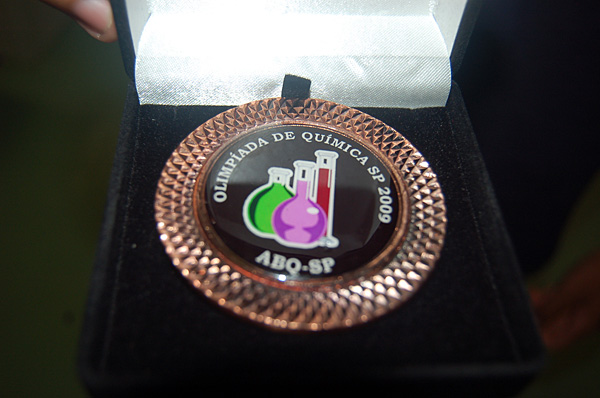 OLIMPÍADA DE QUÍMICA SP 2009
ABQ-SP